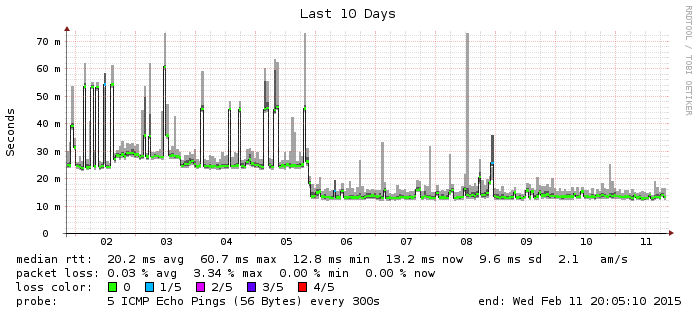 Last 10 Days
RRDTOOL / TOBI OETIKER
Seconds
70 m
60 m
50 m
40 m
30 m
20 m
10 m
0
02 03 04 05 06 07 08 09 10 11
median rtt: 20.2 ms avg 60.7 ms max 12.8 ms min 13.2 ms now 9.6 ms sd 2.1 am/s
packet loss: 0.03 % avg 3.34 % max 0.00 % min 0.00 % now
loss color: 0 1/5 2/5 3/5 4/5
probe: 5 ICMP Echo Pings (56 Bytes) every 300s end: Wed Feb 11 20:05:10 2015